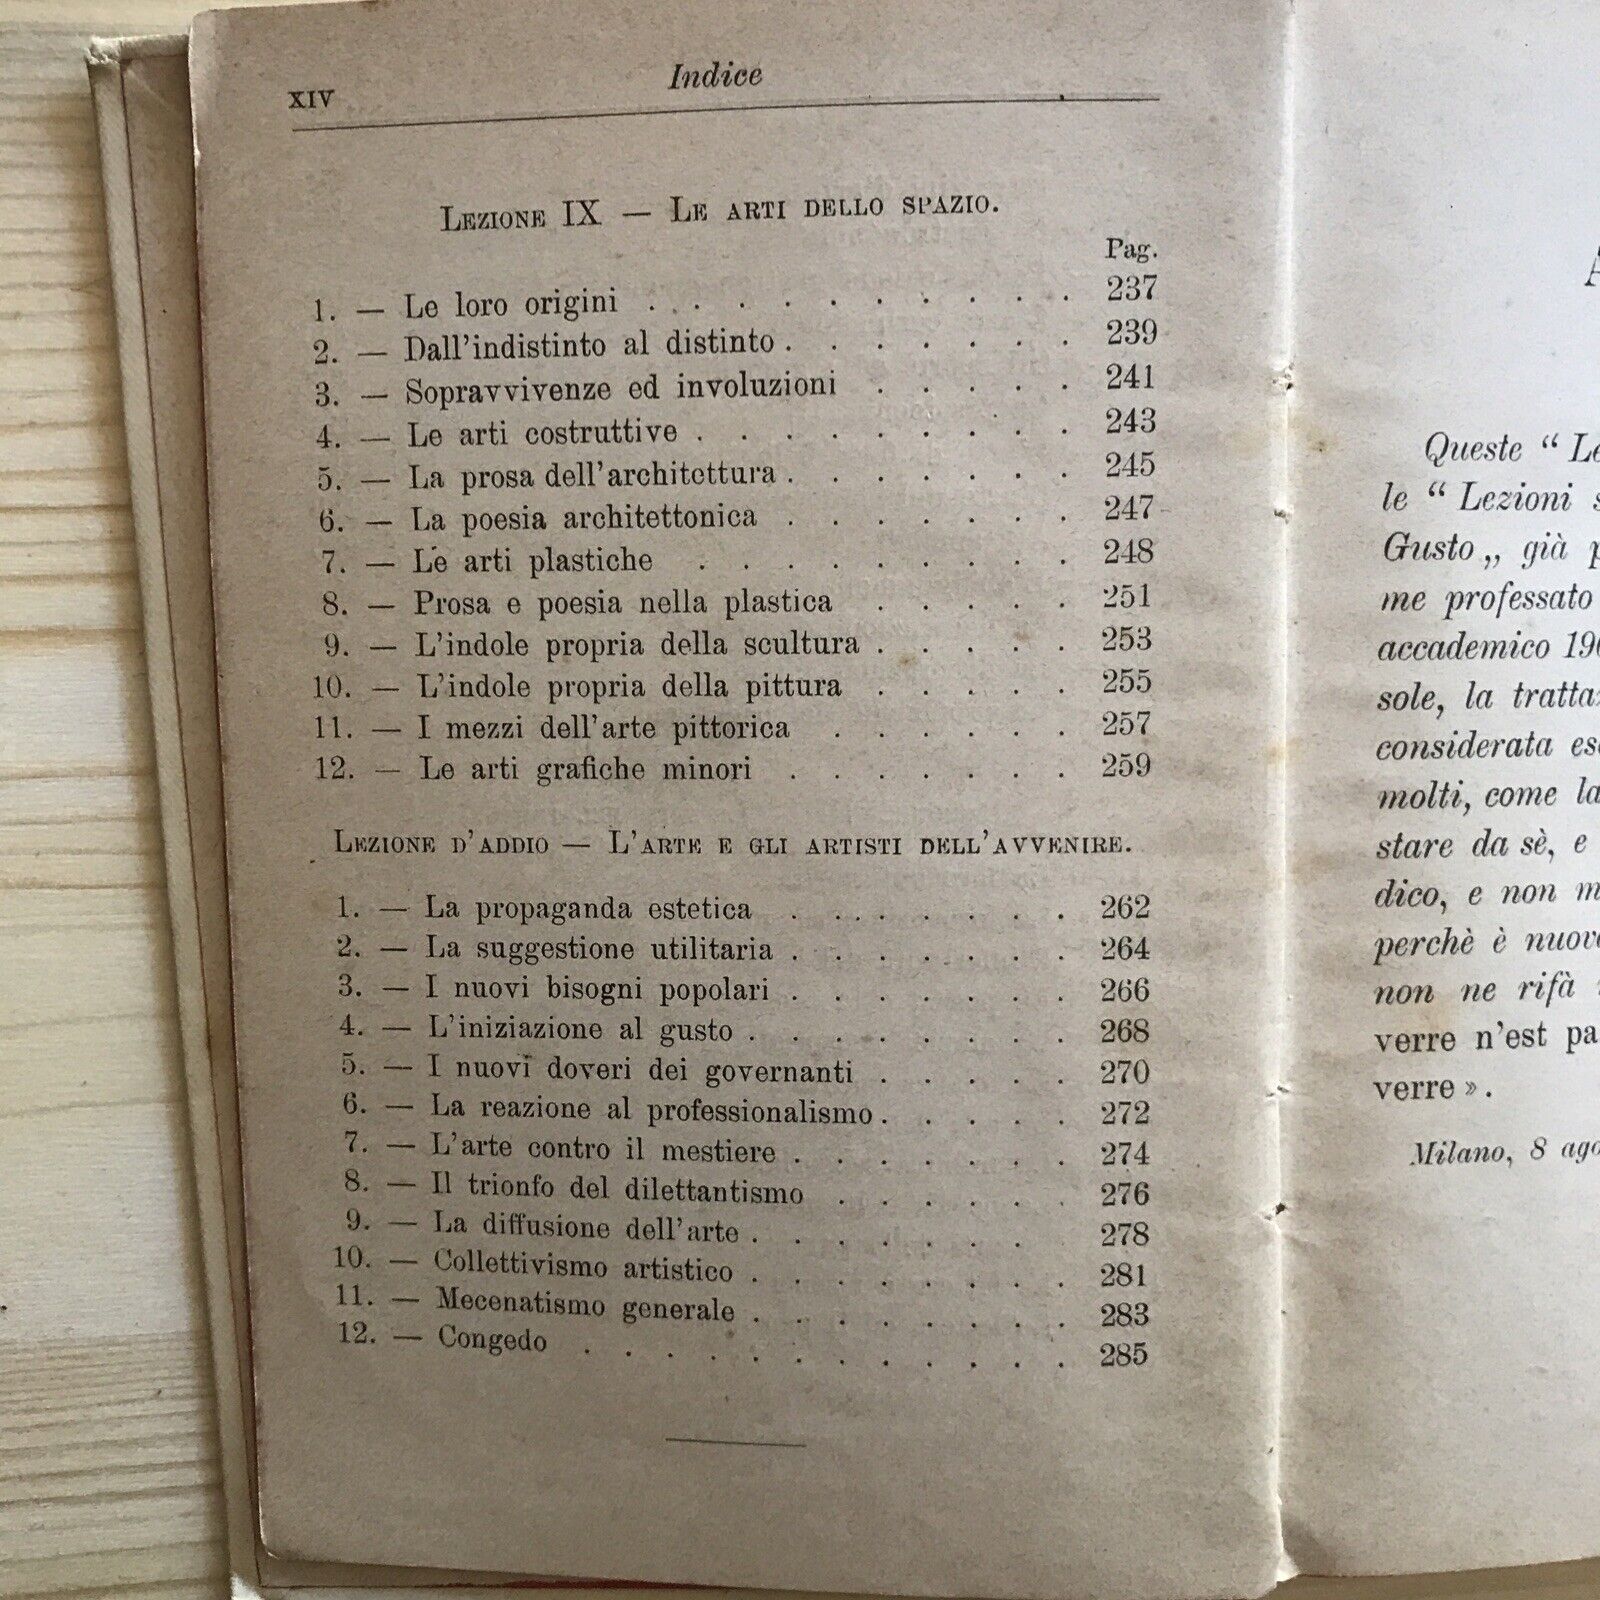 XIV
Indice
LEZIONE IX — LE ARTI DELLO SPAZIO.
Pag.
1. — Le loro origini . . . . . . . . . . . 237
2. — Dall'indistinto al distinto . . . . . . . 239
3. — Sopravvivenze ed involuzioni . . . . . 241
4. — Le arti costruttive . . . . . . . . . 243
5. — La prosa dell'architettura . . . . . . . 245
6. — La poesia architettonica . . . . . . . 247
7. — Le arti plastiche . . . . . . . . . 248
8. — Prosa e poesia nella plastica . . . . . 251
9. — L'indole propria della scultura . . . . . 253
10. — L'indole propria della pittura . . . . . 255
11. — I mezzi dell'arte pittorica . . . . . . 257
12. — Le arti grafiche minori . . . . . . . 259
LEZIONE D'ADDIO — L'ARTE E GLI ARTISTI DELL'AVVENIRE.
1. — La propaganda estetica . . . . . . . . 262
2. — La suggestione utilitaria . . . . . . . 264
3. — I nuovi bisogni popolari . . . . . . . 266
4. — L'iniziazione al gusto . . . . . . . . 268
5. — I nuovi doveri dei governanti . . . . . 270
6. — La reazione al professionalismo . . . . . 272
7. — L'arte contro il mestiere . . . . . . . 274
8. — Il trionfo del dilettantismo . . . . . . 276
9. — La diffusione dell'arte . . . . . . . 278
10. — Collettivismo artistico . . . . . . . . 281
11. — Mecenatismo generale . . . . . . . . 283
12. — Congedo . . . . . . . . . . . . 285
Queste “
le “ Lezioni
Gusto „ già
me professato
accademico
sole, la
considerata
molti, come
stare da sè, e
dico, e non
perchè è
non ne rifà
verre n'est
verre ».
Milano, 8